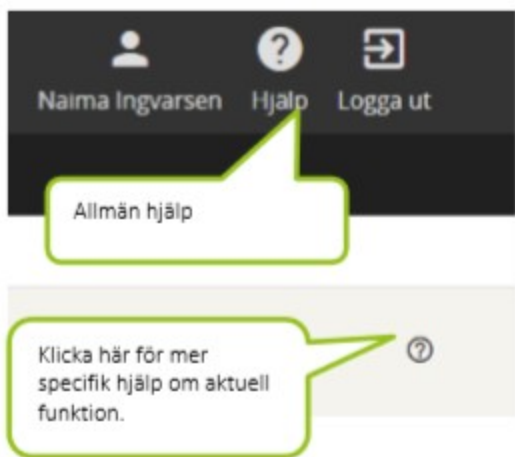 Naima Ingvarsen Hjälp Logga ut
Allmän hjälp
Klicka här för mer
specifik hjälp om aktuell
funktion.